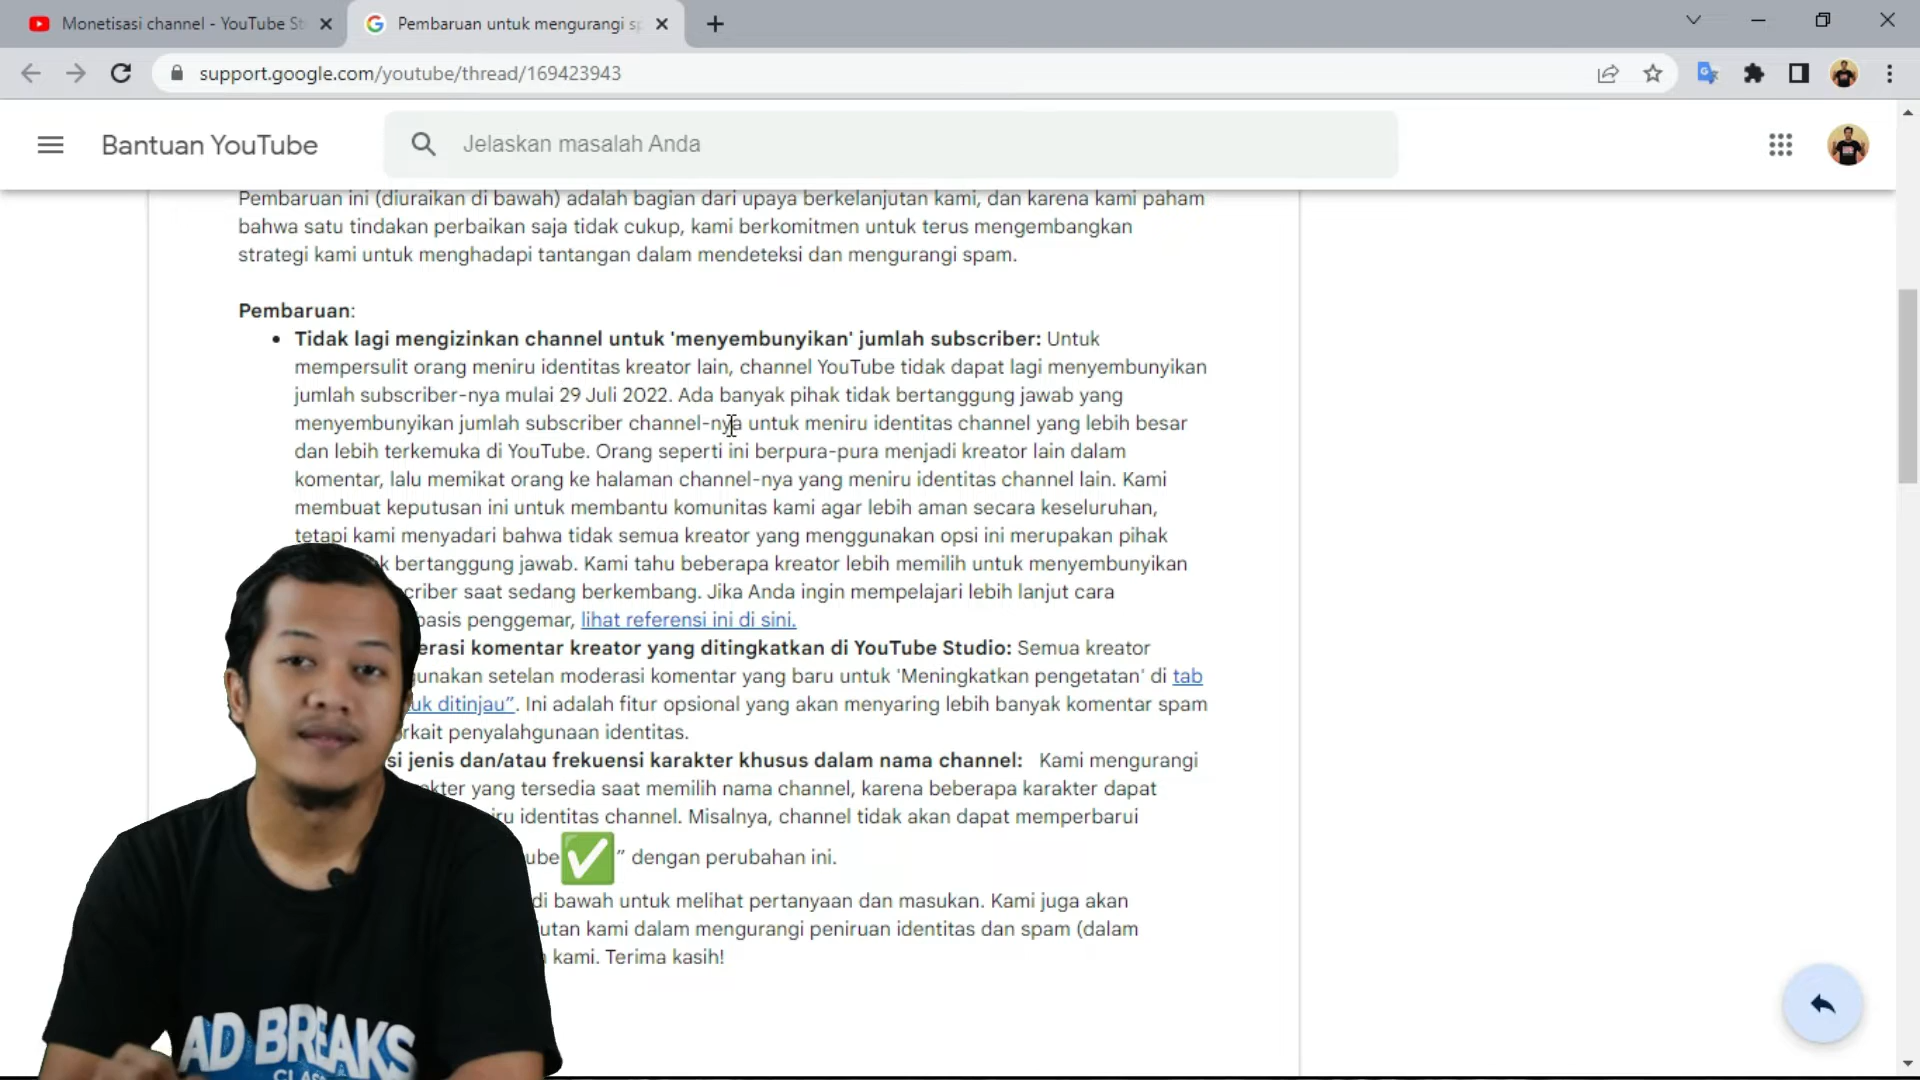 Monetisasi channel - YouTube St
Pembaruan untuk mengurangi sp
support.google.com/youtube/thread/169423943
Bantuan YouTube
Jelaskan masalah Anda
Pembaruan ini (diuraikan di bawah) adalah bagian dari upaya berkelanjutan kami, dan karena kami paham
bahwa satu tindakan perbaikan saja tidak cukup, kami berkomitmen untuk terus mengembangkan
strategi kami untuk menghadapi tantangan dalam mendeteksi dan mengurangi spam.
Pembaruan:
• Tidak lagi mengizinkan channel untuk 'menyembunyikan' jumlah subscriber: Untuk
mempersulit orang meniru identitas kreator lain, channel YouTube tidak dapat lagi menyembunyikan
jumlah subscriber-nya mulai 29 Juli 2022. Ada banyak pihak tidak bertanggung jawab yang
menyembunyikan jumlah subscriber channel-nya untuk meniru identitas channel yang lebih besar
dan lebih terkemuka di YouTube. Orang seperti ini berpura-pura menjadi kreator lain dalam
komentar, lalu memikat orang ke halaman channel-nya yang meniru identitas channel lain. Kami
membuat keputusan ini untuk membantu komunitas kami agar lebih aman secara keseluruhan,
tetapi kami menyadari bahwa tidak semua kreator yang menggunakan opsi ini merupakan pihak
k bertanggung jawab. Kami tahu beberapa kreator lebih memilih untuk menyembunyikan
criber saat sedang berkembang. Jika Anda ingin mempelajari lebih lanjut cara
basis penggemar, lihat referensi ini di sini.
erasi komentar kreator yang ditingkatkan di YouTube Studio: Semua kreator
gunakan setelan moderasi komentar yang baru untuk 'Meningkatkan pengetatan' di tab
uk ditinjau”. Ini adalah fitur opsional yang akan menyaring lebih banyak komentar spam
rkait penyalahgunaan identitas.
si jenis dan/atau frekuensi karakter khusus dalam nama channel: Kami mengurangi
kter yang tersedia saat memilih nama channel, karena beberapa karakter dapat
iru identitas channel. Misalnya, channel tidak akan dapat memperbarui
ube✅” dengan perubahan ini.
di bawah untuk melihat pertanyaan dan masukan. Kami juga akan
jutan kami dalam mengurangi peniruan identitas dan spam (dalam
kami. Terima kasih!
AD BREAKS